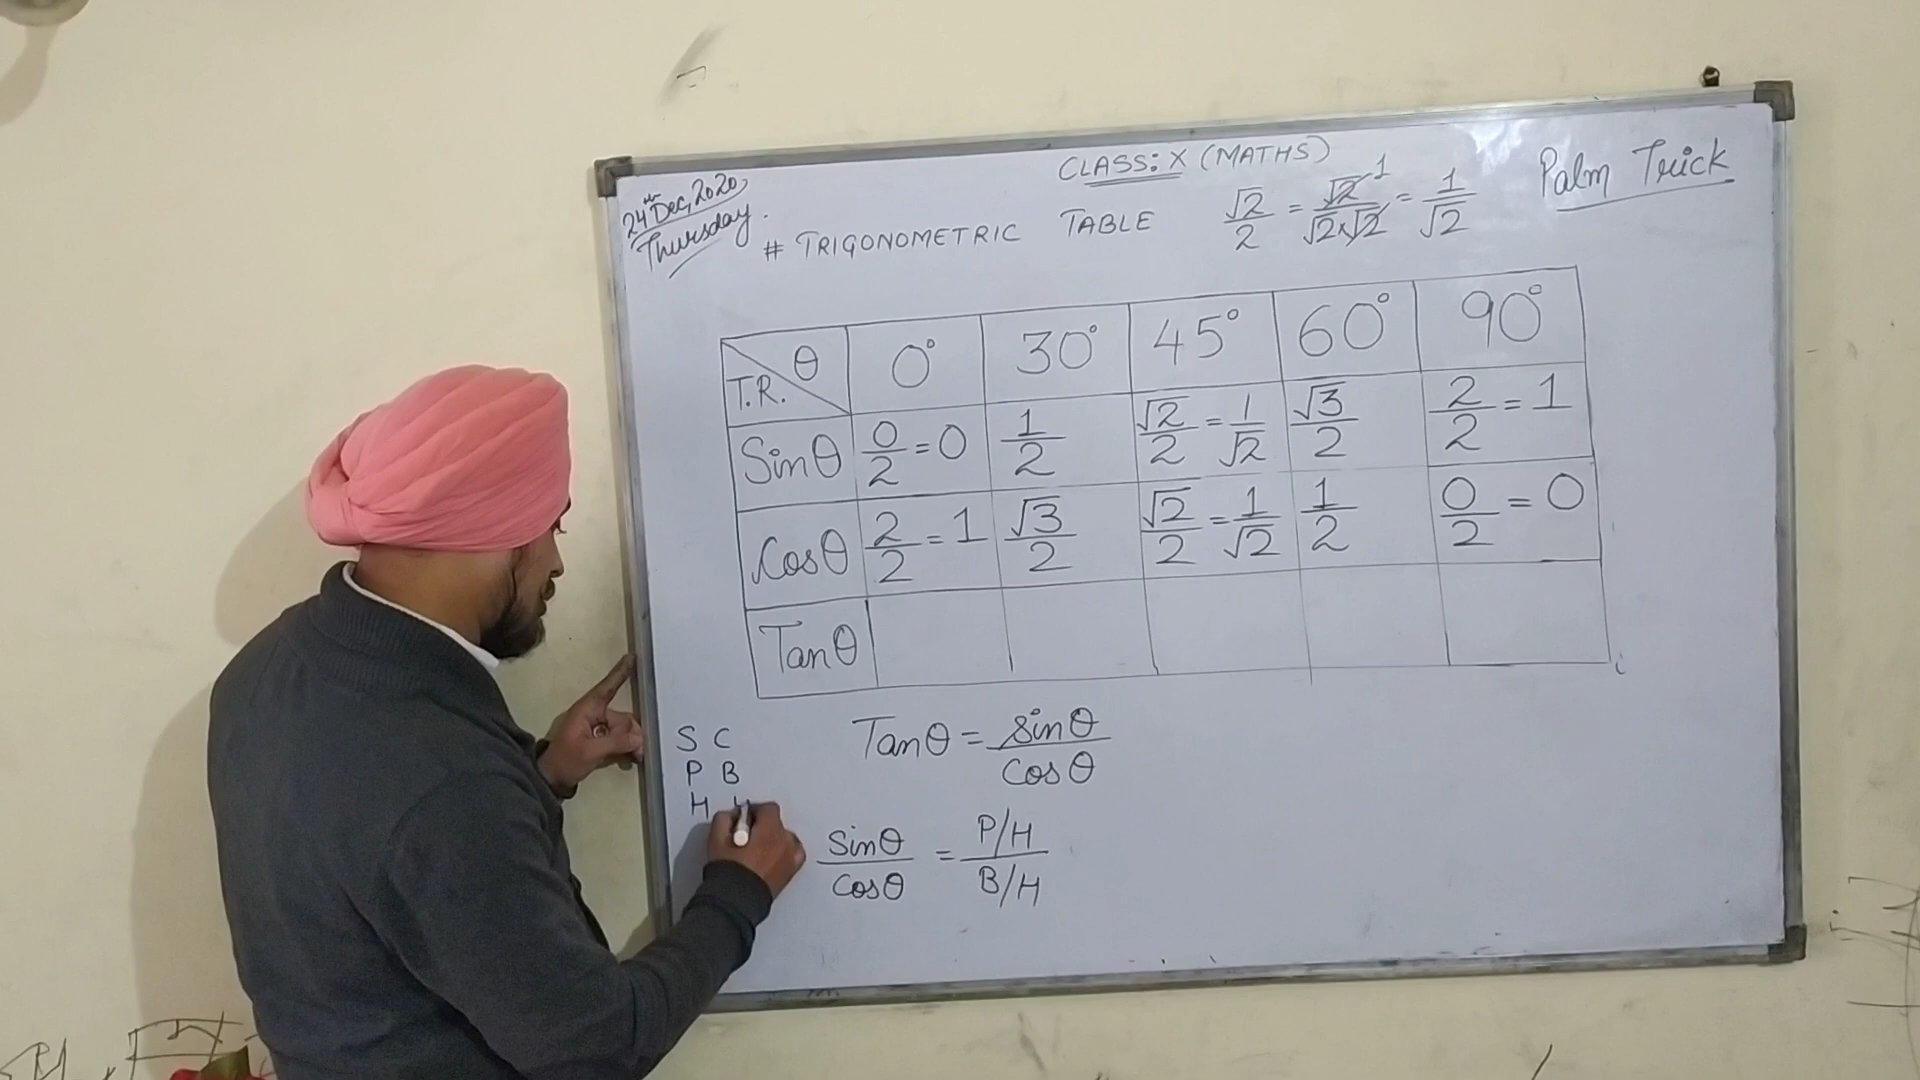 24th Dec, 2020,
Thursday.
CLASS: X (MATHS)
Palm Trick
# TRIGONOMETRIC TABLE
√2/2 = √2/√2×√2 1 = 1/√2
θ T.R. 0° 30° 45° 60° 90°
Sinθ 0/2 = 0 1/2 √2/2 = 1/√2 √3/2 2/2 = 1
Cosθ 2/2 = 1 √3/2 √2/2 = 1/√2 1/2 0/2 = 0
Tanθ
S C
P B
H
Tanθ = sinθ/cosθ
sinθ/cosθ = P/H / B/H